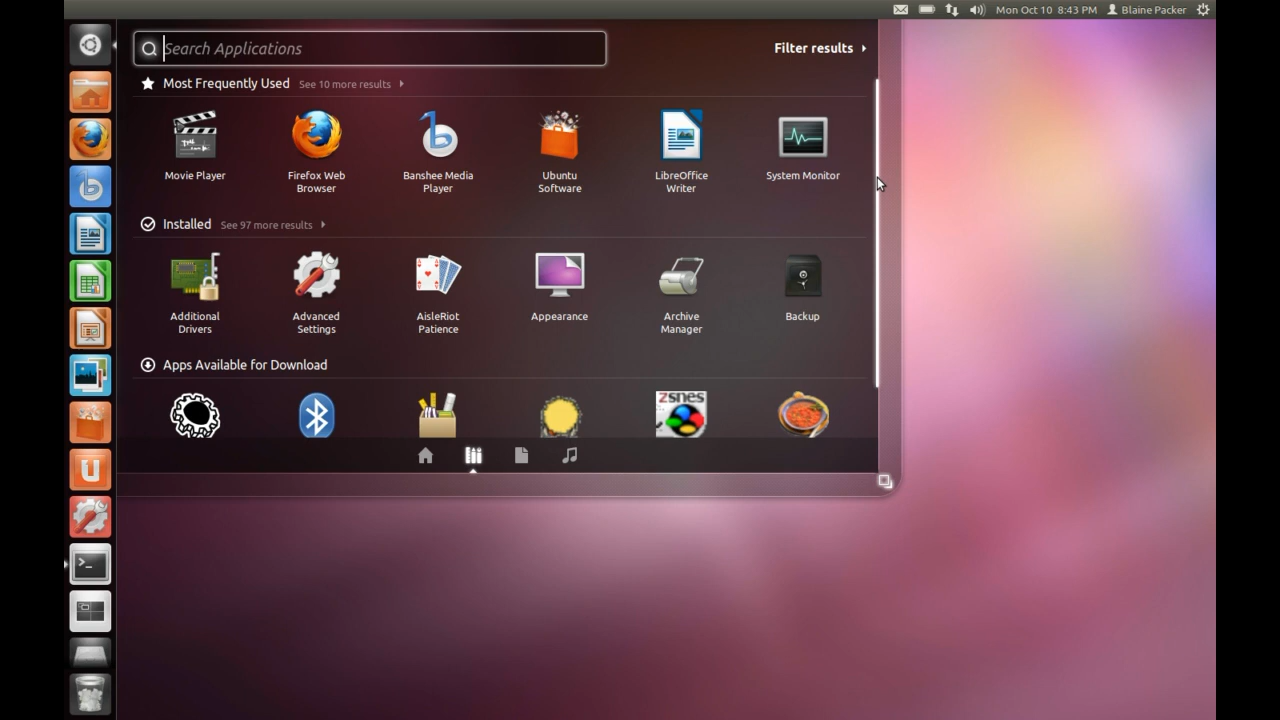 Mon Oct 10 8:43 PM Blaine Packer
Search Applications
Filter results
Most Frequently Used See 10 more results
Movie Player
Firefox Web
Browser
Banshee Media
Player
Ubuntu
Software
LibreOffice
Writer
System Monitor
Installed See 97 more results
Additional
Drivers
Advanced
Settings
AisleRiot
Patience
Appearance
Archive
Manager
Backup
Apps Available for Download
ZSNES